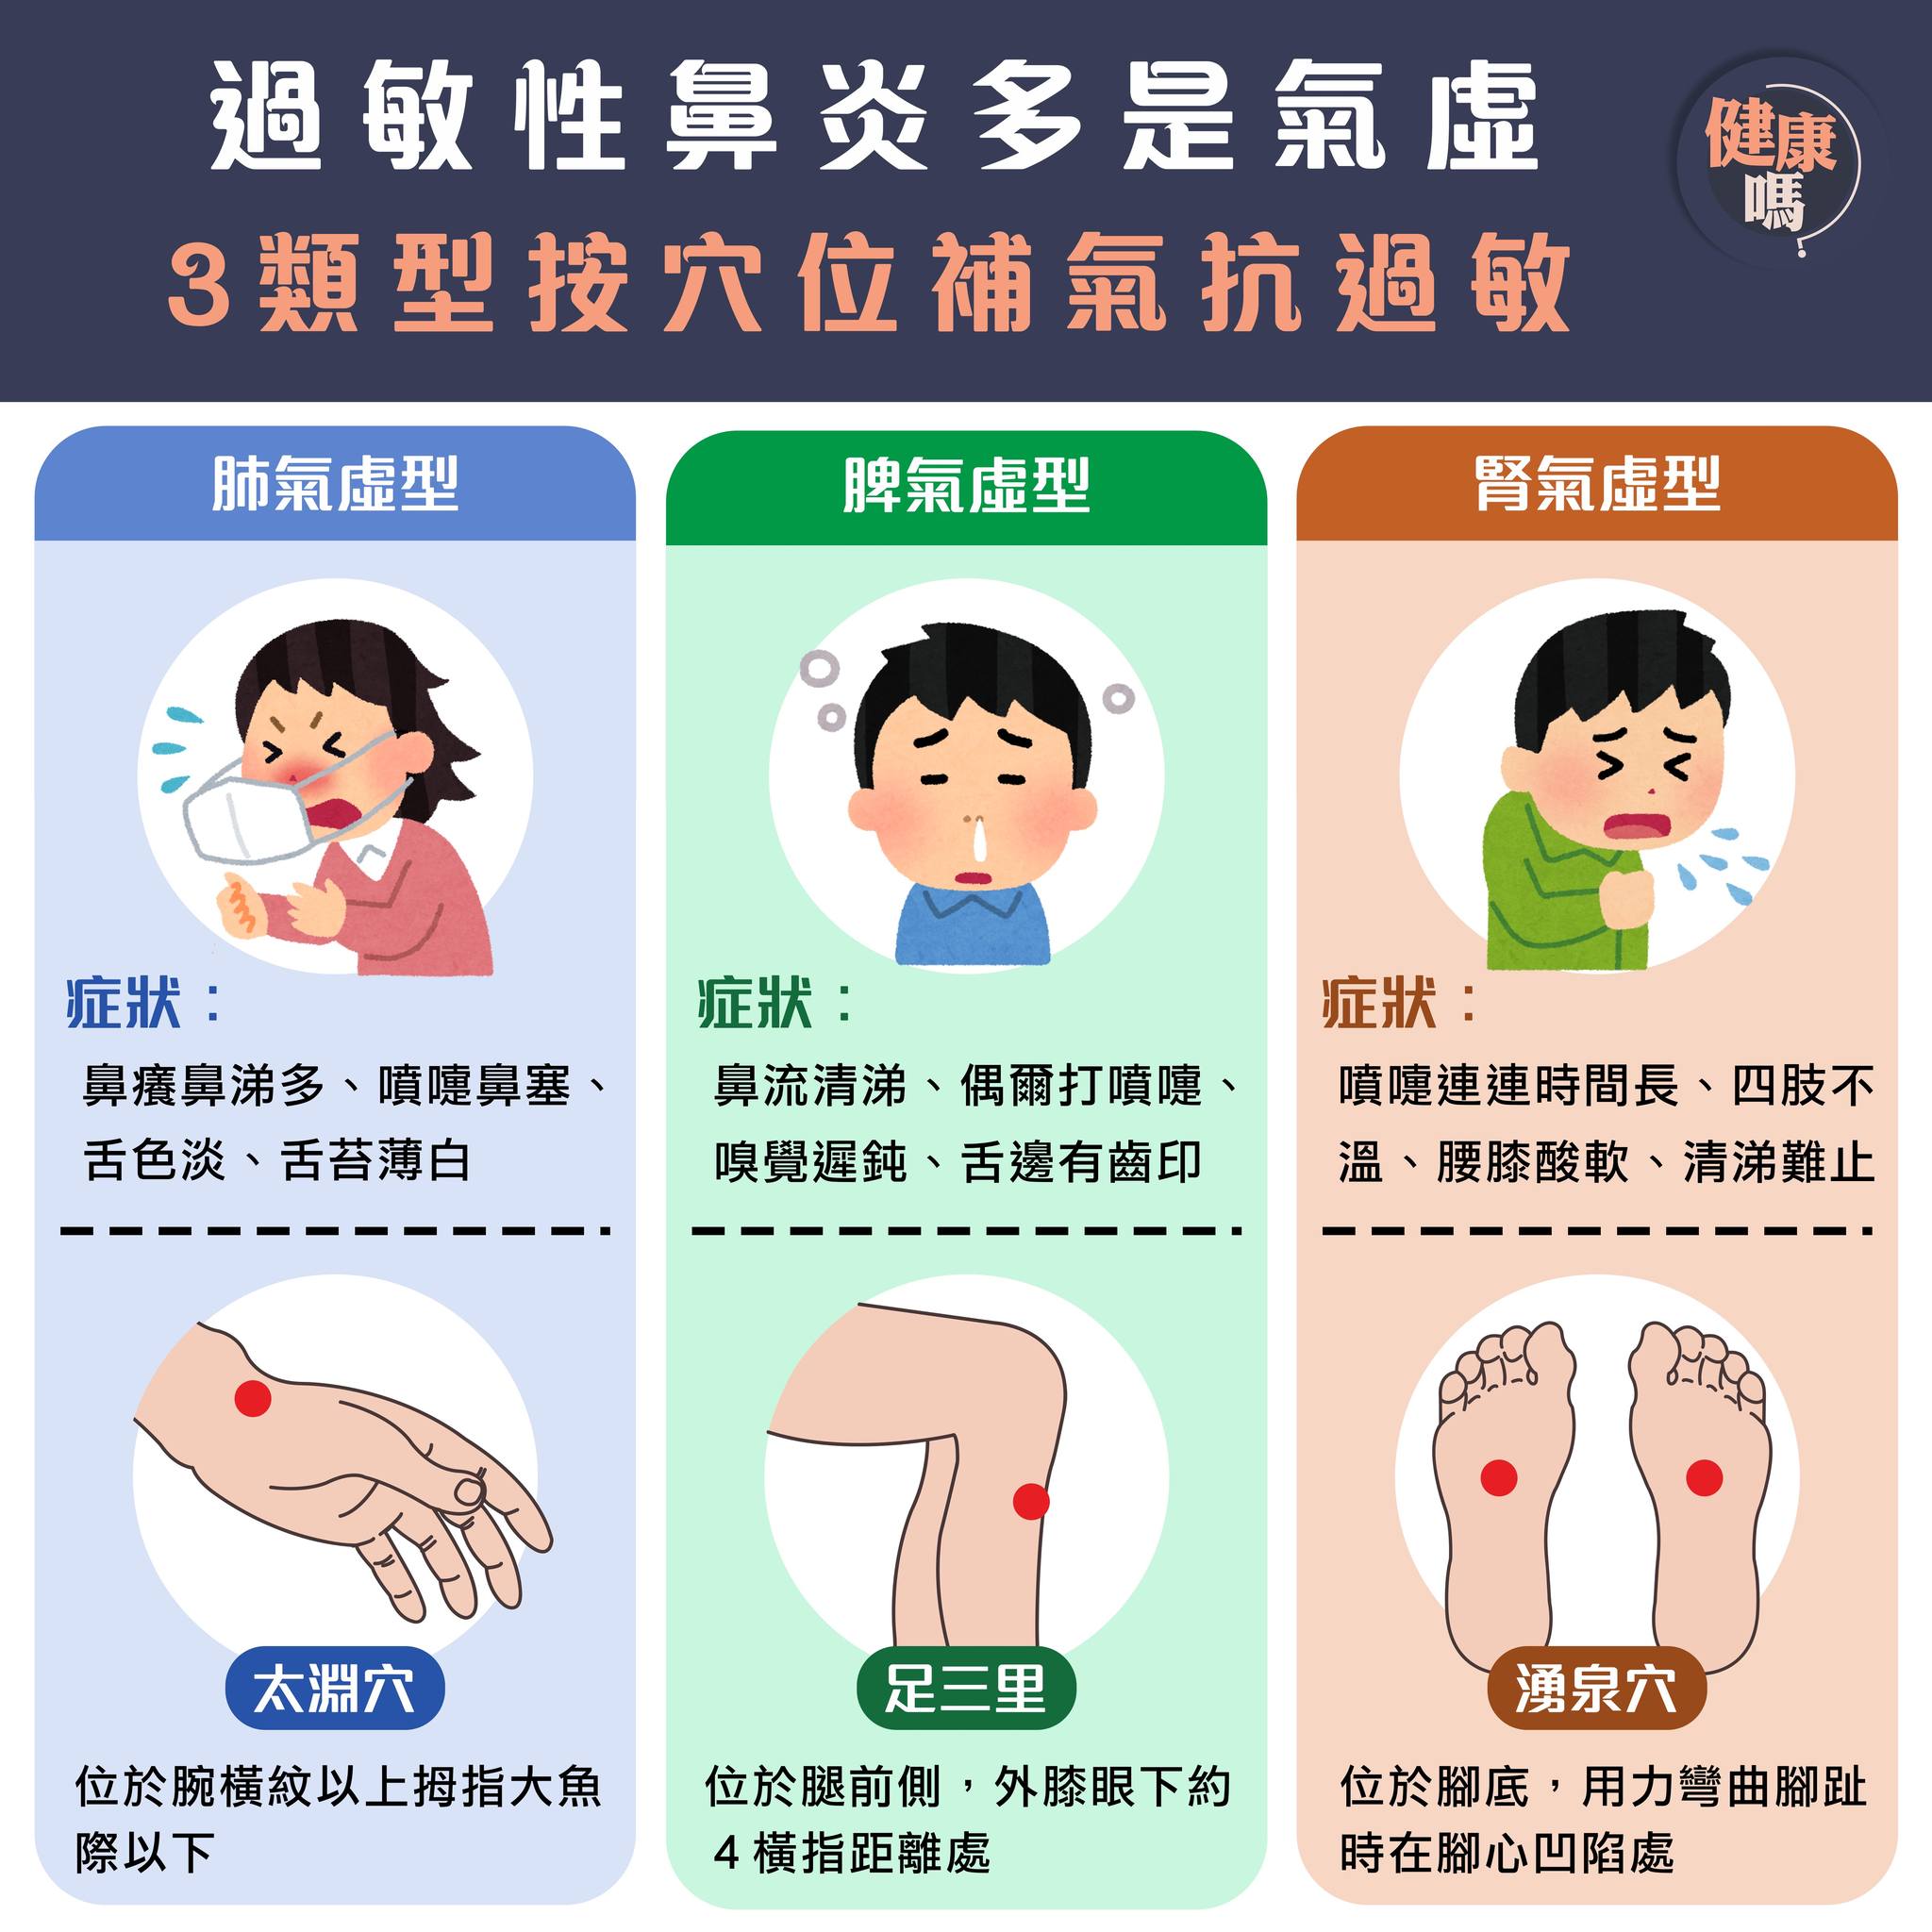 過敏性鼻炎多是氣虛
3類型按穴位補氣抗過敏
健康
嗎
肺氣虛型
症狀：
鼻癢鼻涕多、噴嚏鼻塞、
舌色淡、舌苔薄白
太淵穴
位於腕橫紋以上拇指大魚
際以下
脾氣虛型
症狀：
鼻流清涕、偶爾打噴嚏、
嗅覺遲鈍、舌邊有齒印
足三里
位於腿前側，外膝眼下約
4 橫指距離處
腎氣虛型
症狀：
噴嚏連連時間長、四肢不
溫、腰膝酸軟、清涕難止
湧泉穴
位於腳底，用力彎曲腳趾
時在腳心凹陷處